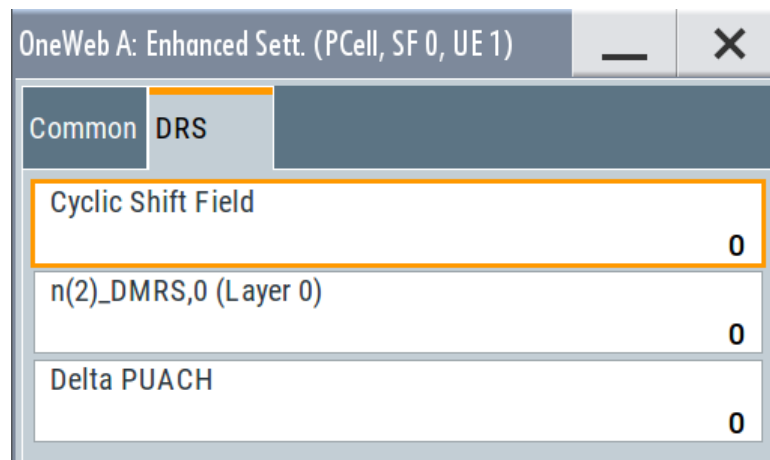 OneWeb A: Enhanced Sett. (PCell, SF 0, UE 1)
Common DRS
Cyclic Shift Field
0
n(2)_DMRS,0 (Layer 0)
0
Delta PUACH
0